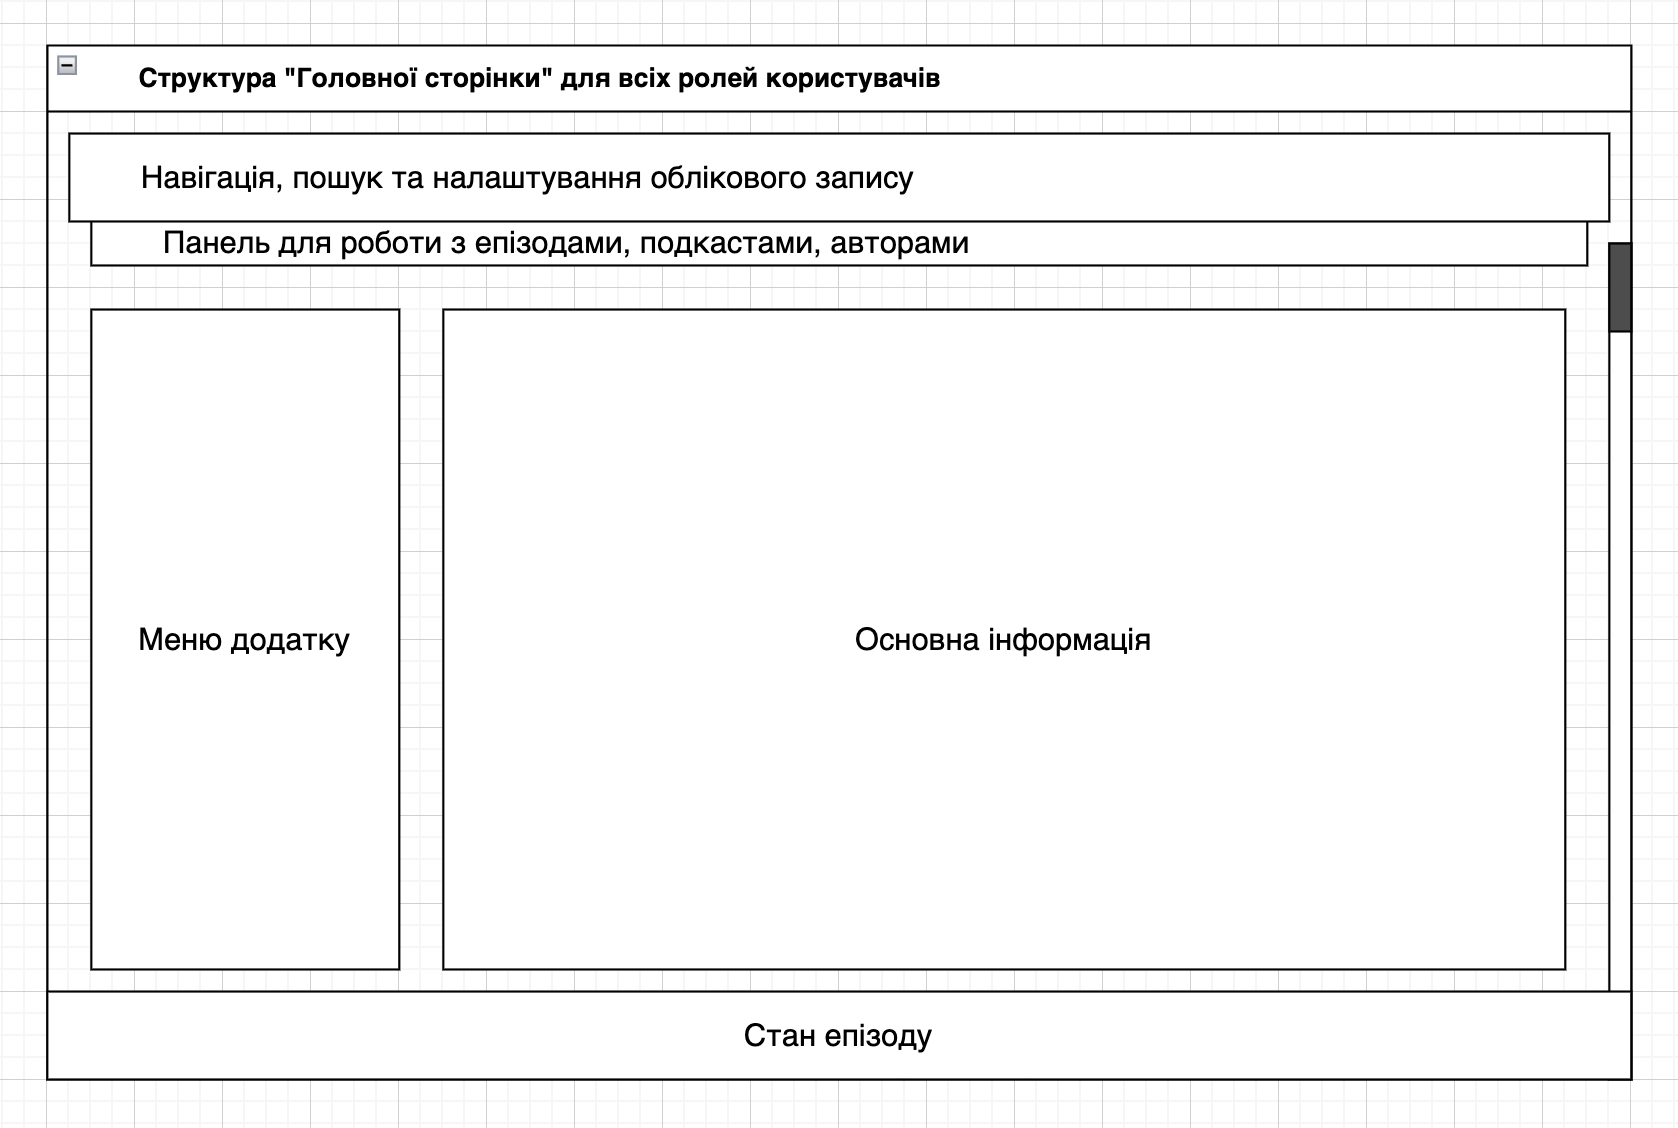 Структура "Головної сторінки" для всіх ролей користувачів
Навігація, пошук та налаштування облікового запису
Панель для роботи з епізодами, подкастами, авторами
Меню додатку
Основна інформація
Стан епізоду